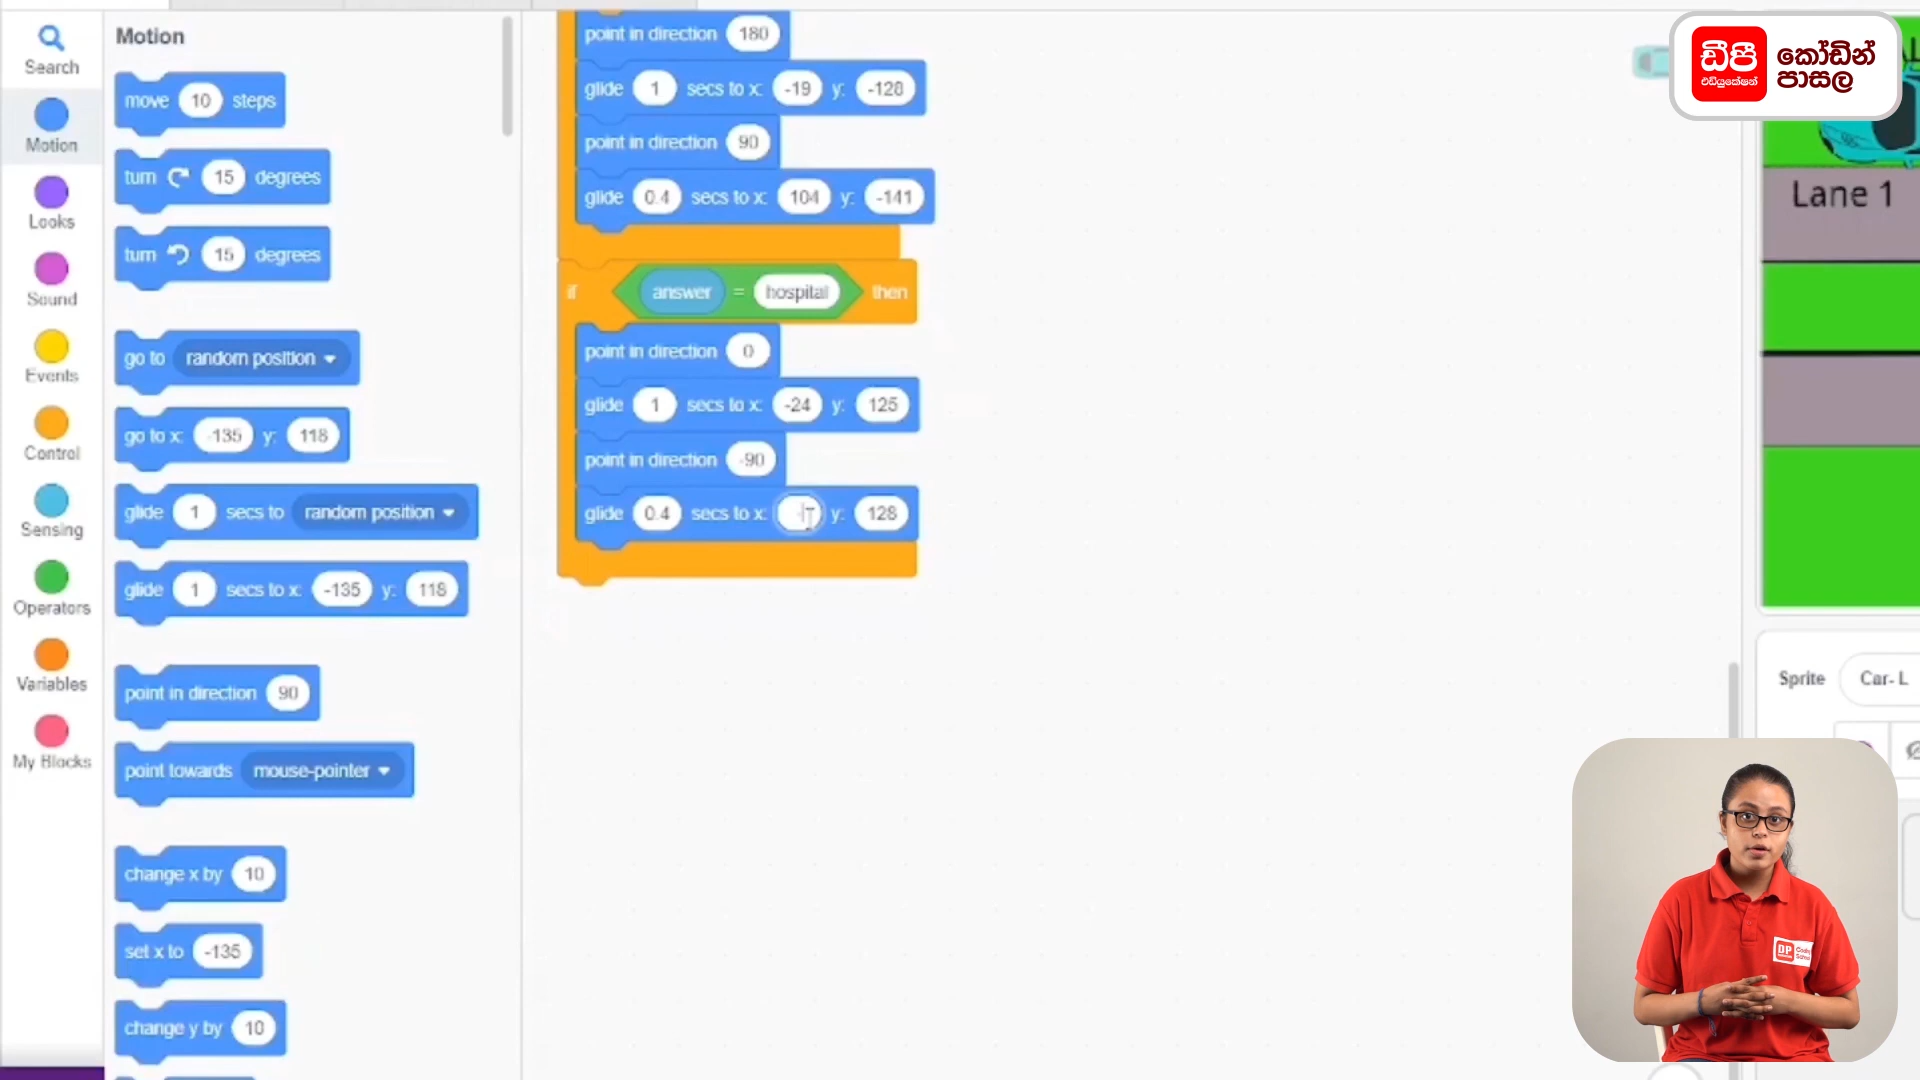 ඩීපී
එඩියුකේෂන්
කෝඩින්
පාසල
Search
Motion
Looks
Sound
Events
Control
Sensing
Operators
Variables
My Blocks
Motion
move 10 steps
turn 15 degrees
turn 15 degrees
go to random position
go to x: -135 y: 118
glide 1 secs to random position
glide 1 secs to x: -135 y: 118
point in direction 90
point towards mouse-pointer
change x by 10
set x to -135
change y by 10
point in direction 180
glide 1 secs to x: -19 y: -128
point in direction 90
glide 0.4 secs to x: 104 y: -141
if answer = hospital then
point in direction 0
glide 1 secs to x: -24 y: 125
point in direction -90
glide 0.4 secs to x: - y: 128
Lane 1
Sprite Car- L
DP
Coding
School